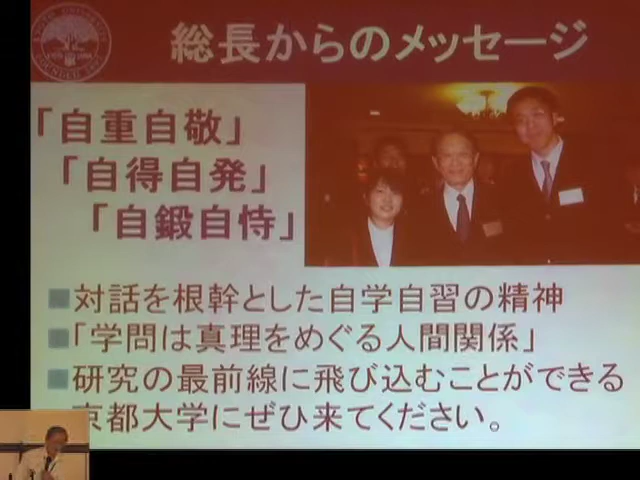 総長からのメッセージ
「自重自敬」
「自得自発」
「自鍛自恃」
対話を根幹とした自学自習の精神
「学問は真理をめぐる人間関係」
研究の最前線に飛び込むことができる
京都大学にぜひ来てください。